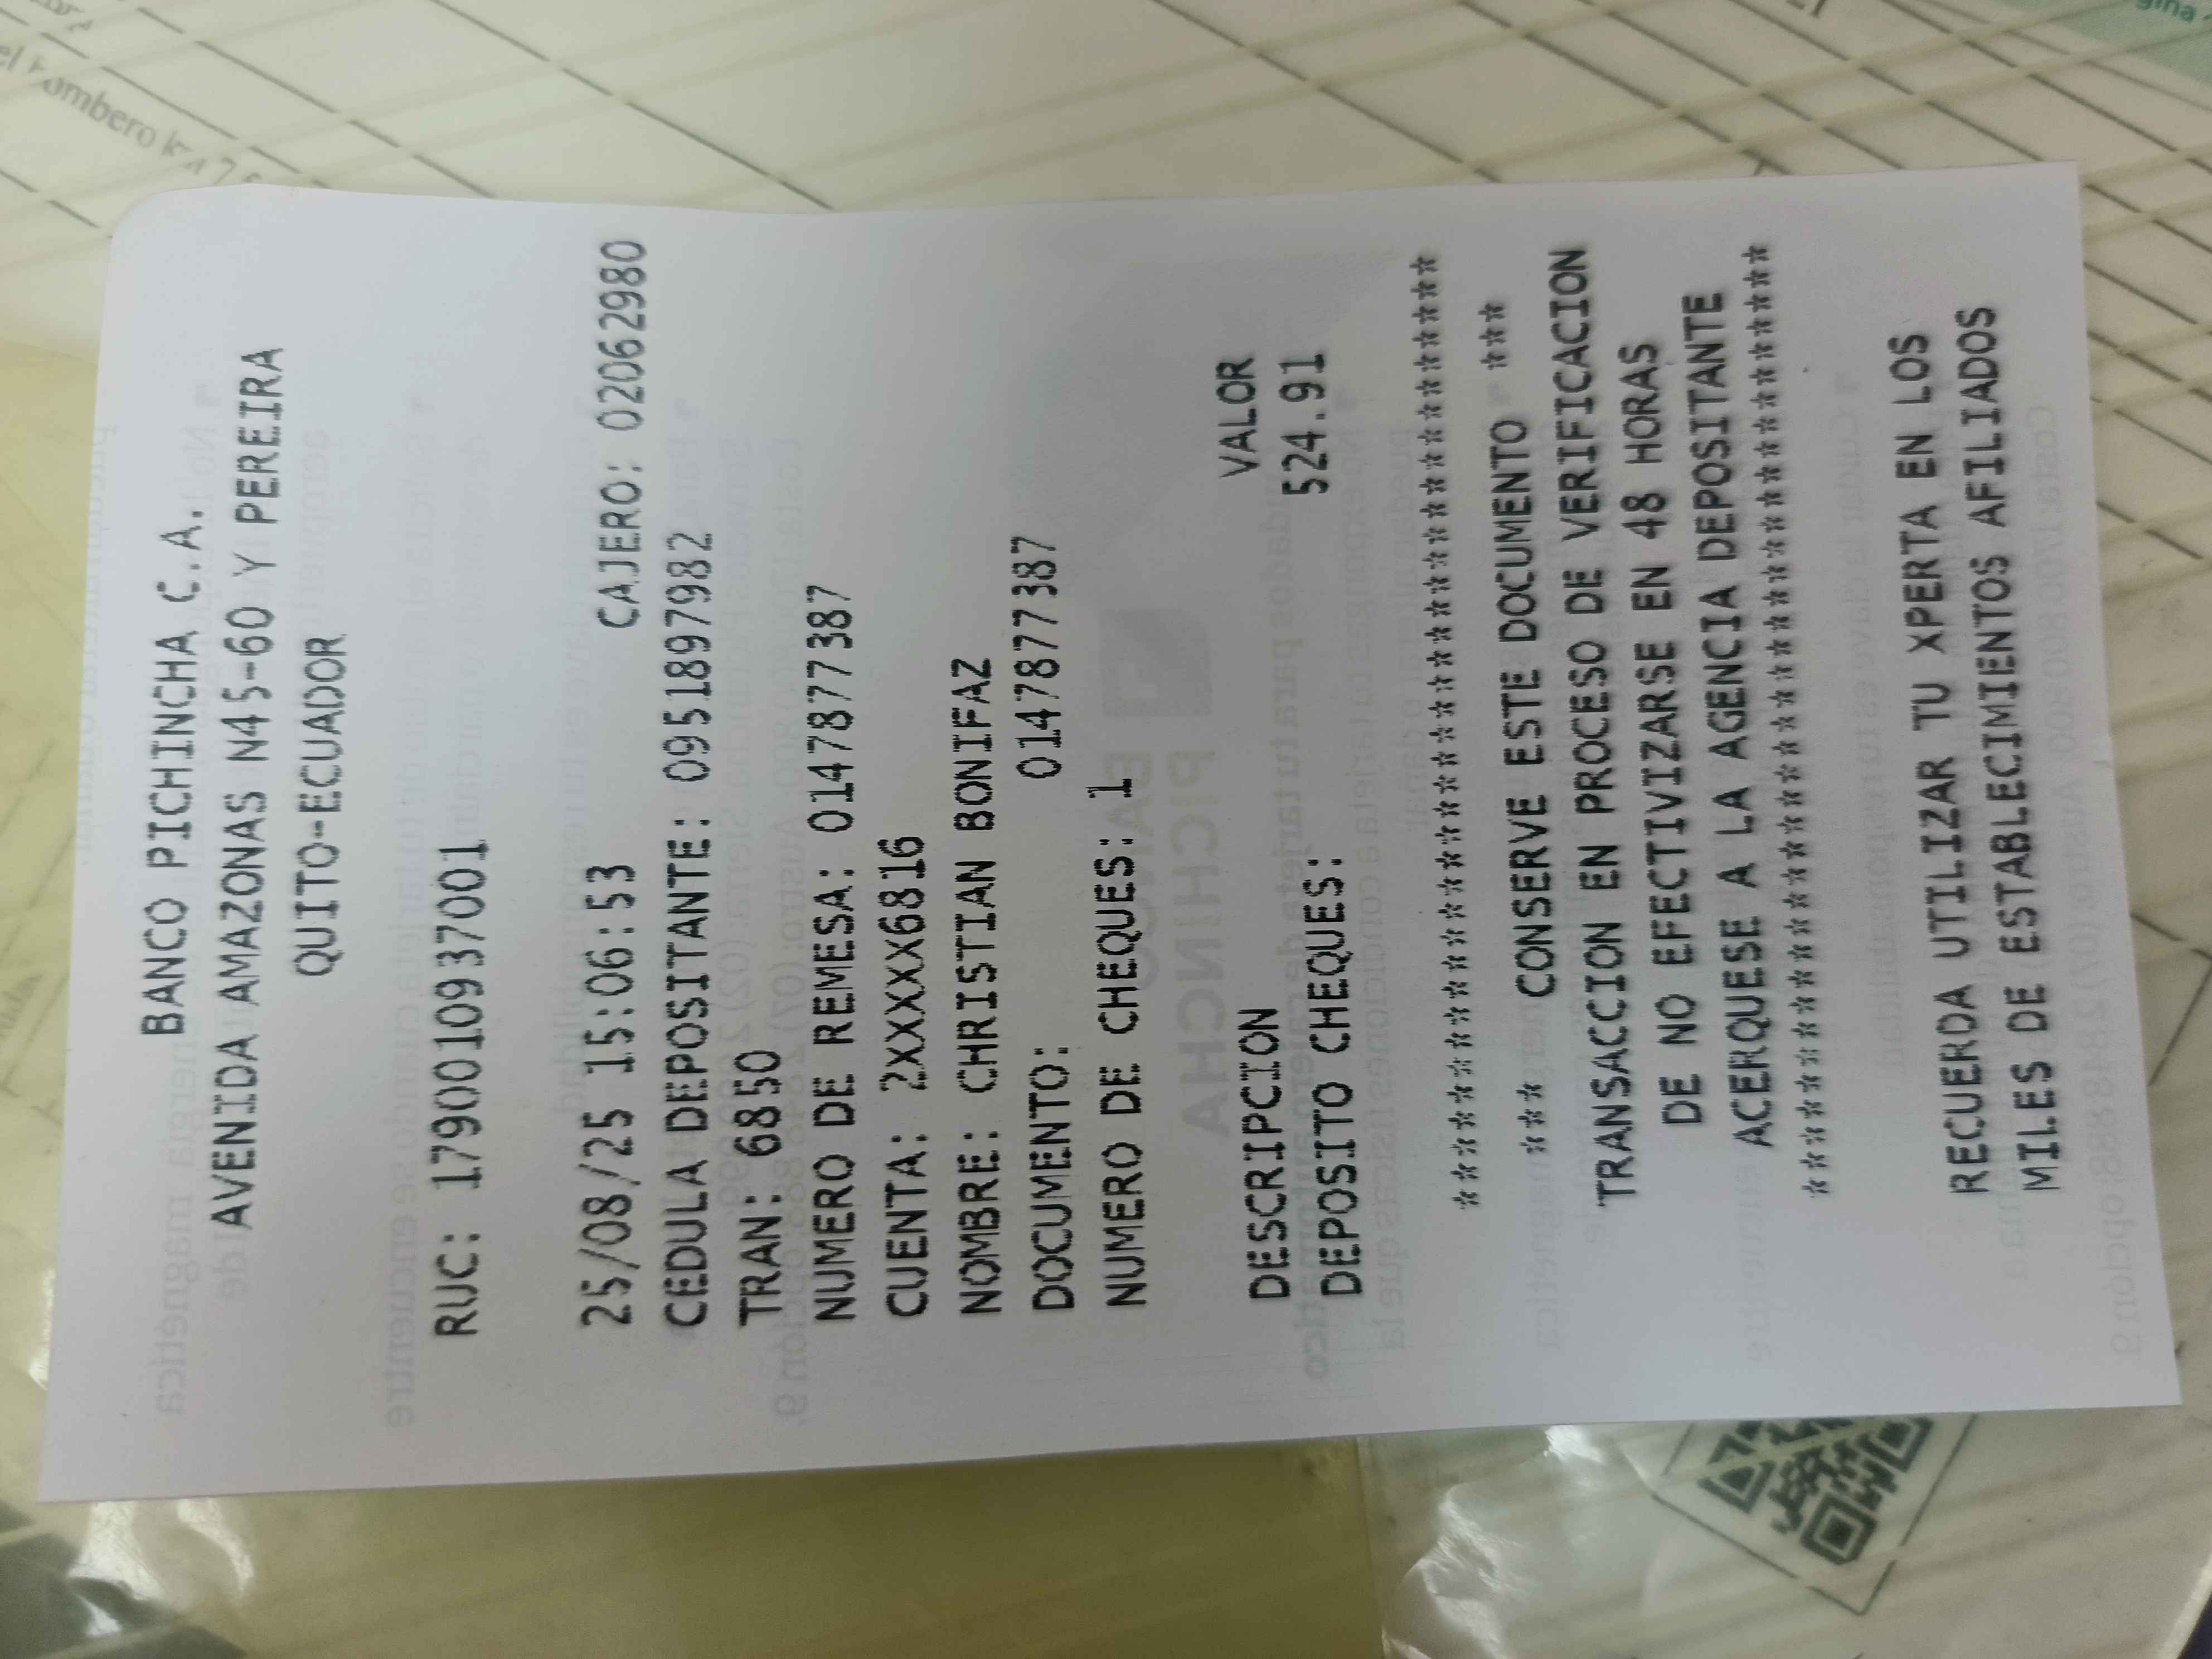 BANCO PICHINCHA C.A.
AVENIDA AMAZONAS N45-60 Y PEREIRA
QUITO-ECUADOR
RUC: 1790010937001
25/08/25 15:06:53 CAJERO: 02062980
CEDULA DEPOSITANTE: 0951897982
TRAN: 6850
NUMERO DE REMESA: 0147877387
CUENTA: 2XXXXX6816
NOMBRE: CHRISTIAN BONIFAZ
DOCUMENTO: 0147877387
NUMERO DE CHEQUES: 1
DESCRIPCION VALOR
DEPOSITO CHEQUES: 524.91
****************************************
*** CONSERVE ESTE DOCUMENTO ***
TRANSACCION EN PROCESO DE VERIFICACION
DE NO EFECTIVIZARSE EN 48 HORAS
ACERQUESE A LA AGENCIA DEPOSITANTE
****************************************
RECUERDA UTILIZAR TU XPERTA EN LOS
MILES DE ESTABLECIMIENTOS AFILIADOS